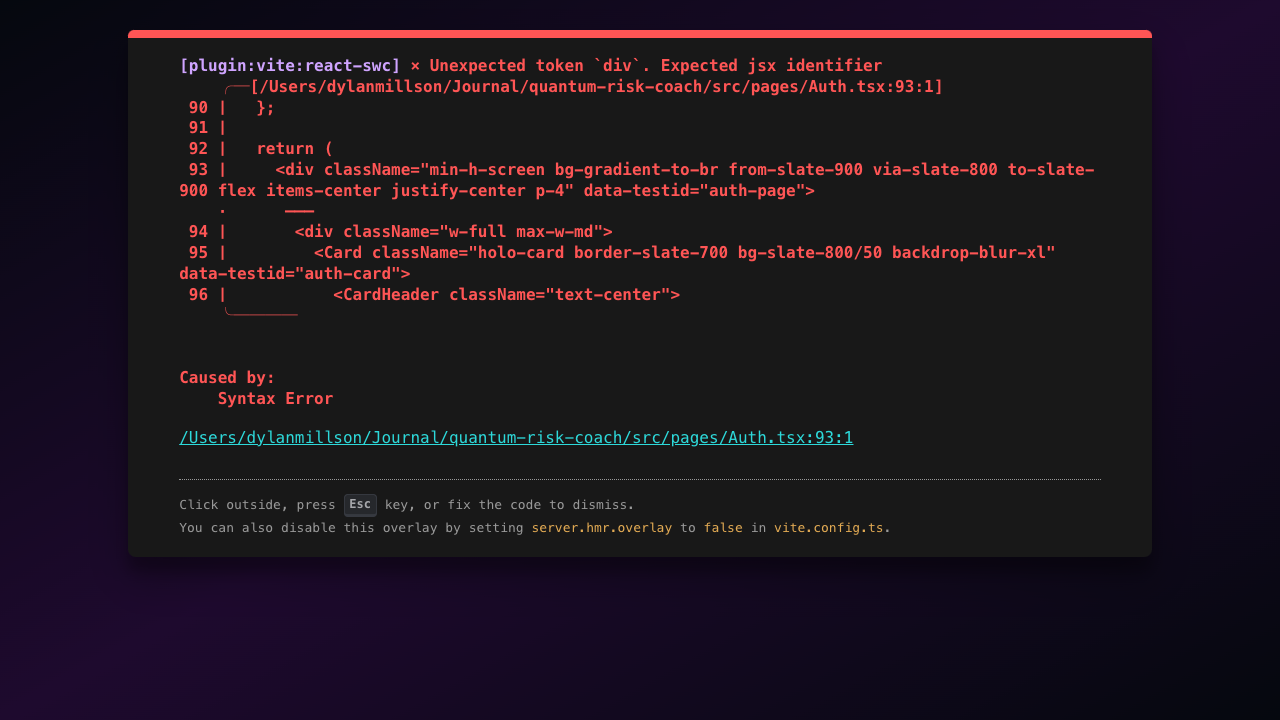 [plugin:vite:react-swc] × Unexpected token `div`. Expected jsx identifier
╭──[/Users/dylanmillson/Journal/quantum-risk-coach/src/pages/Auth.tsx:93:1]
90 |   };
91 |
92 |   return (
93 |     <div className="min-h-screen bg-gradient-to-br from-slate-900 via-slate-800 to-slate-
900 flex items-center justify-center p-4" data-testid="auth-page">
·      ───
94 |       <div className="w-full max-w-md">
95 |         <Card className="holo-card border-slate-700 bg-slate-800/50 backdrop-blur-xl"
data-testid="auth-card">
96 |           <CardHeader className="text-center">
╰───────
Caused by:
Syntax Error
/Users/dylanmillson/Journal/quantum-risk-coach/src/pages/Auth.tsx:93:1
Click outside, press Esc key, or fix the code to dismiss.
You can also disable this overlay by setting server.hmr.overlay to false in vite.config.ts.